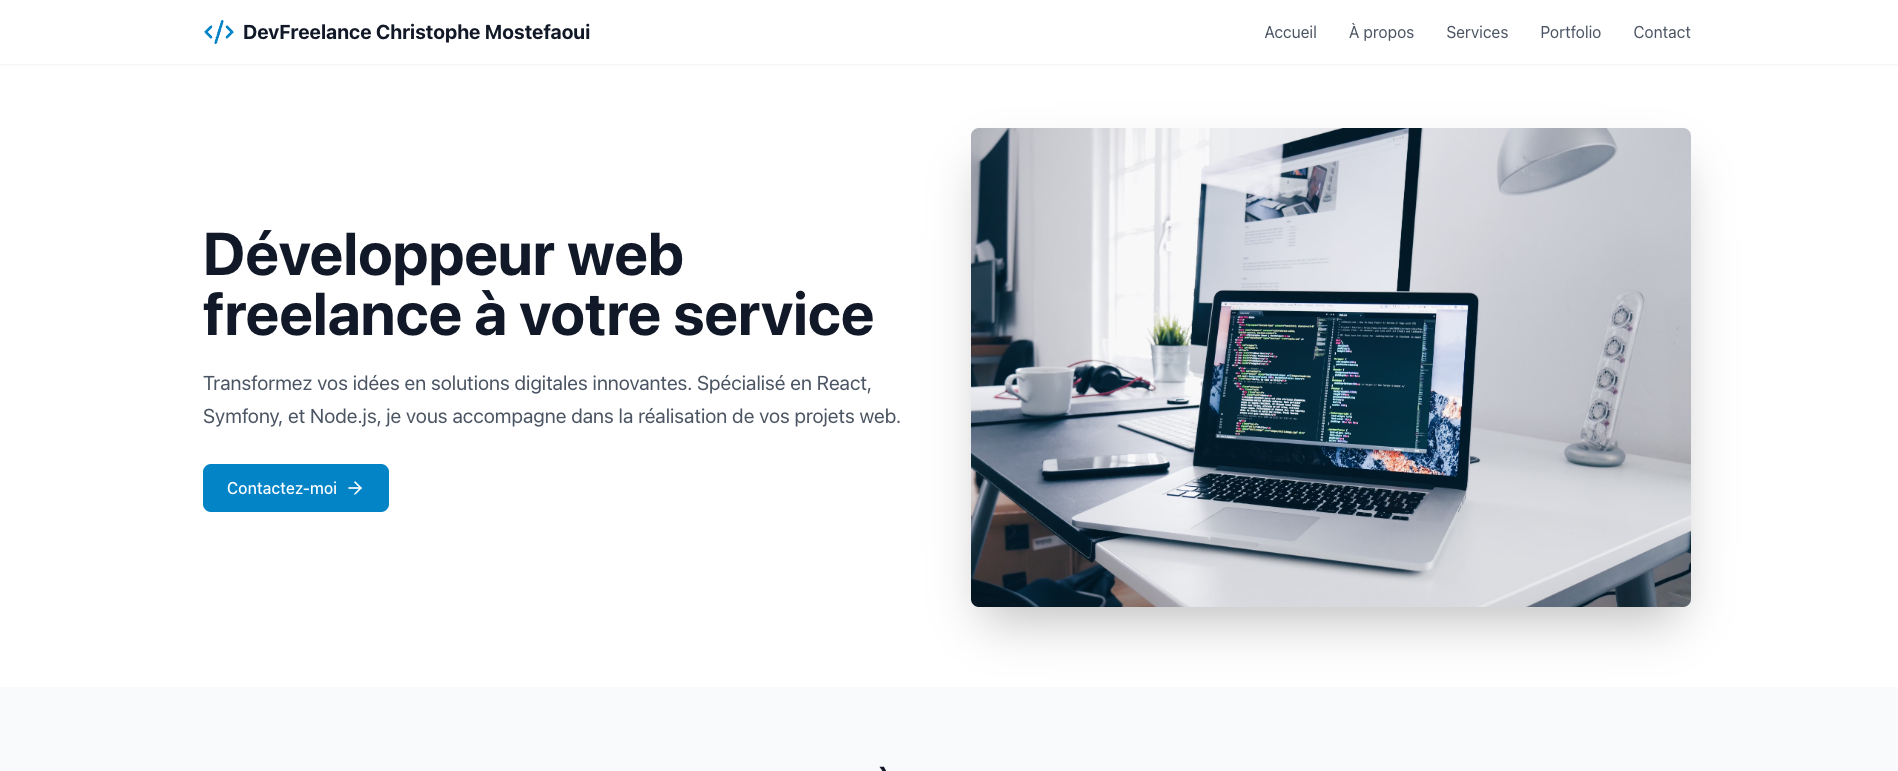 DevFreelance Christophe Mostefaoui
Accueil
À propos
Services
Portfolio
Contact
Développeur web
freelance à votre service
Transformez vos idées en solutions digitales innovantes. Spécialisé en React,
Symfony, et Node.js, je vous accompagne dans la réalisation de vos projets web.
Contactez-moi